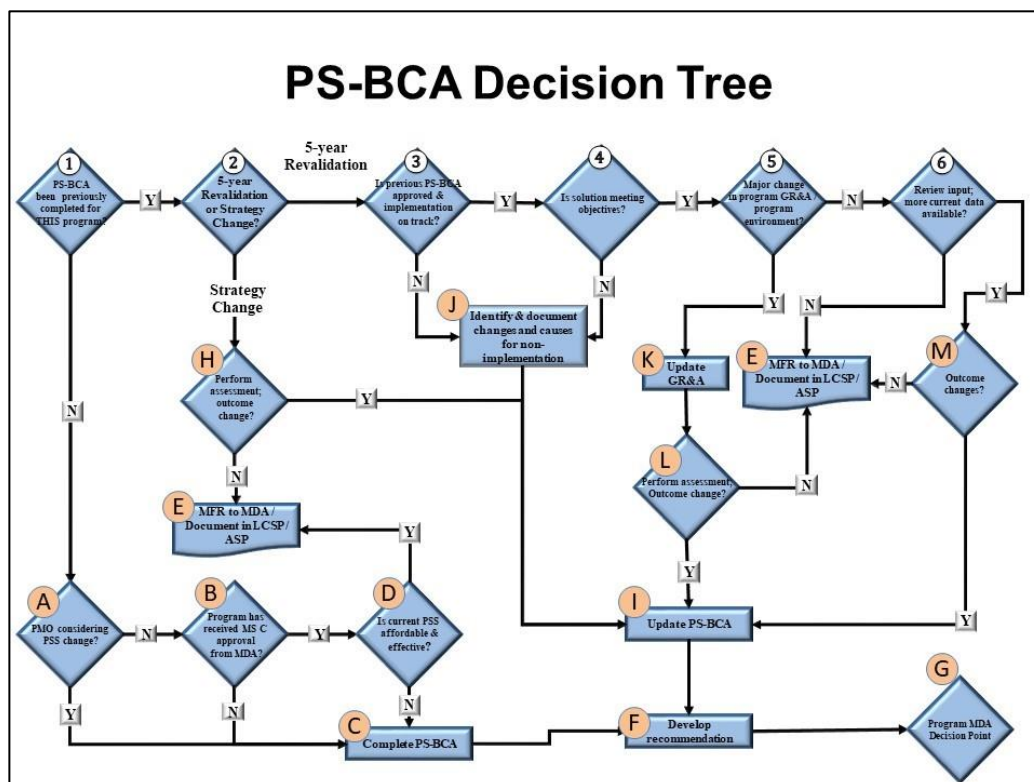 PS-BCA Decision Tree
5-year
Revalidation
1
PS-BCA
been previously
completed for
THIS program?
Y
2
5-year
Revalidation
or Strategy
Change?
3
Is previous PS-BCA
approved &
implementation
on track?
Y
4
Is solution meeting
objectives?
Y
5
Major change
in program GR&A /
program
environment?
N
6
Review input;
more current data
available?
N
N
Y
N
Y
Strategy
Change
J
Identify & document
changes and causes
for non-
implementation
H
Perform
assessment;
outcome
change?
Y
K
Update
GR&A
E
MFR to MDA /
Document in LCSP /
ASP
N
M
Outcome
changes?
N
N
L
Perform assessment;
Outcome change?
N
E
MFR to MDA /
Document in LCSP /
ASP
Y
Y
Y
A
PMO considering
PSS change?
N
B
Program has
received MS C
approval
from MDA?
Y
D
Is current PSS
affordable &
effective?
I
Update PS-BCA
Y
N
N
C
Complete PS-BCA
F
Develop
recommendation
G
Program MDA
Decision Point